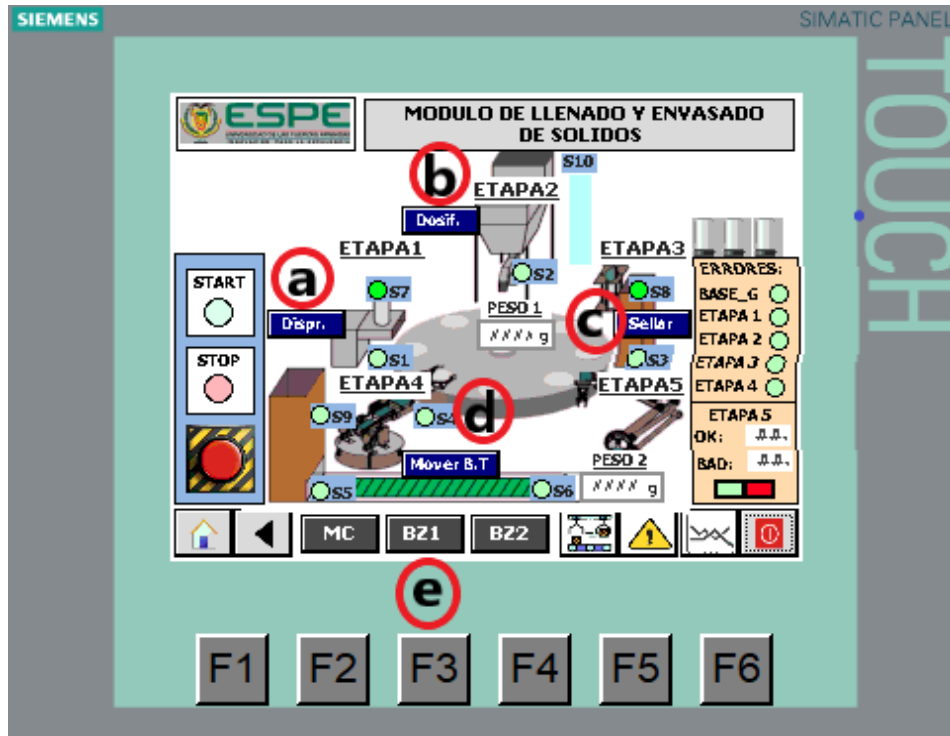 SIEMENS
SIMATIC PANEL
TOUCH
ESPE
MODULO DE LLENADO Y ENVASADO
DE SOLIDOS
b
S10
ETAPA2
Dosif.
ETAPA1
ETAPA3
START
a
S7
S2
S8
ERRORES:
BASE_G
Dispr.
PESO 1
c
Sellar
ETAPA 1
g
ETAPA 2
STOP
S1
S3
ETAPA 3
ETAPA4
ETAPA5
ETAPA 4
S9
S4
d
ETAPA 5
OK:
Mover B.T
PESO 2
BAD:
S5
S6
#### g
MC
BZ1
BZ2
e
F1
F2
F3
F4
F5
F6